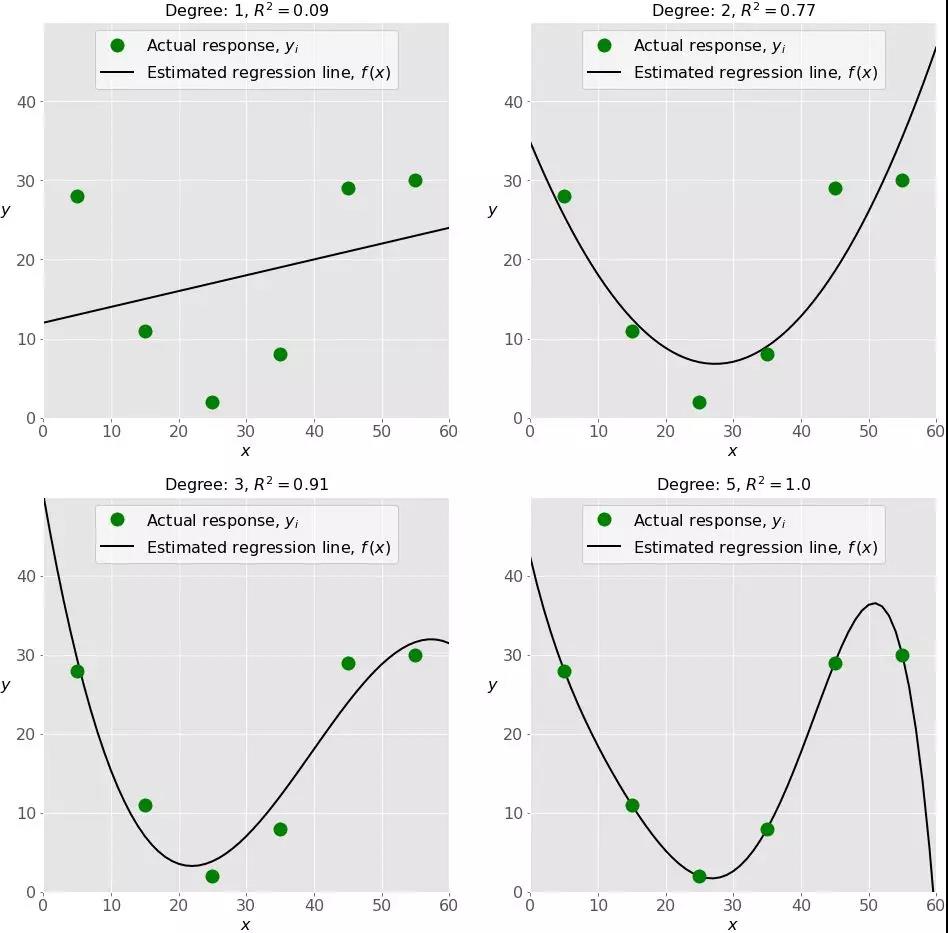 Degree: 1, R² = 0.09
Actual response, yᵢ
Estimated regression line, f(x)
40
30
y
20
10
0
0 10 20 30 40 50 60
x
Degree: 2, R² = 0.77
Actual response, yᵢ
Estimated regression line, f(x)
40
30
y
20
10
0
0 10 20 30 40 50 60
x
Degree: 3, R² = 0.91
Actual response, yᵢ
Estimated regression line, f(x)
40
30
y
20
10
0
0 10 20 30 40 50 60
x
Degree: 5, R² = 1.0
Actual response, yᵢ
Estimated regression line, f(x)
40
30
y
20
10
0
0 10 20 30 40 50 60
x